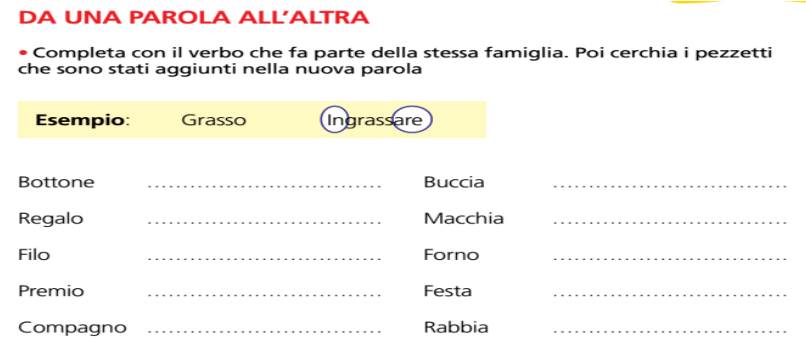 DA UNA PAROLA ALL’ALTRA
• Completa con il verbo che fa parte della stessa famiglia. Poi cerchia i pezzetti
che sono stati aggiunti nella nuova parola
Esempio: Grasso Ingrassare
Bottone ................................. Buccia .................................
Regalo ................................. Macchia .................................
Filo ................................. Forno .................................
Premio ................................. Festa .................................
Compagno ................................. Rabbia .................................